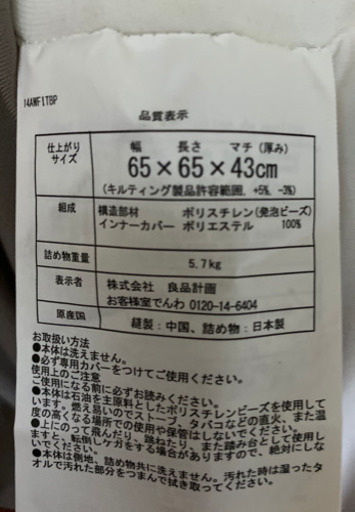 14AWF1TBP
品質表示
仕上がりサイズ 幅 長さ マチ(厚み)
65×65×43cm
(キルティング製品許容範囲, +5%, -3%)
組成 構造部材 ポリスチレン(発泡ビーズ)
インナーカバー ポリエステル 100%
詰め物重量 5.7kg
表示者 株式会社 良品計画
お客様室でんわ 0120-14-6404
原産国 縫製:中国、詰め物:日本製
お取扱い方法
●本体は洗えません。
●必ず専用カバーをつけてご使用ください。
使用上のご注意
ご使用になる前に必ずお読みください。
●本体は石油を主原料としたポリスチレンビーズを使用して
います。燃え易いのでストーブ、タバコなどの直火、また温
度の高くなる場所での使用や保管はしないでください。
●上にのって飛んだり、跳ねたり、また踏み台として使用し
ますと、転倒しケガをする場合がありますので、絶対にしな
いでください。
●本体は側地、詰め物共に洗えません。汚れた時は湿ったタ
オルで汚れた部分をつまんで拭き取ってください。